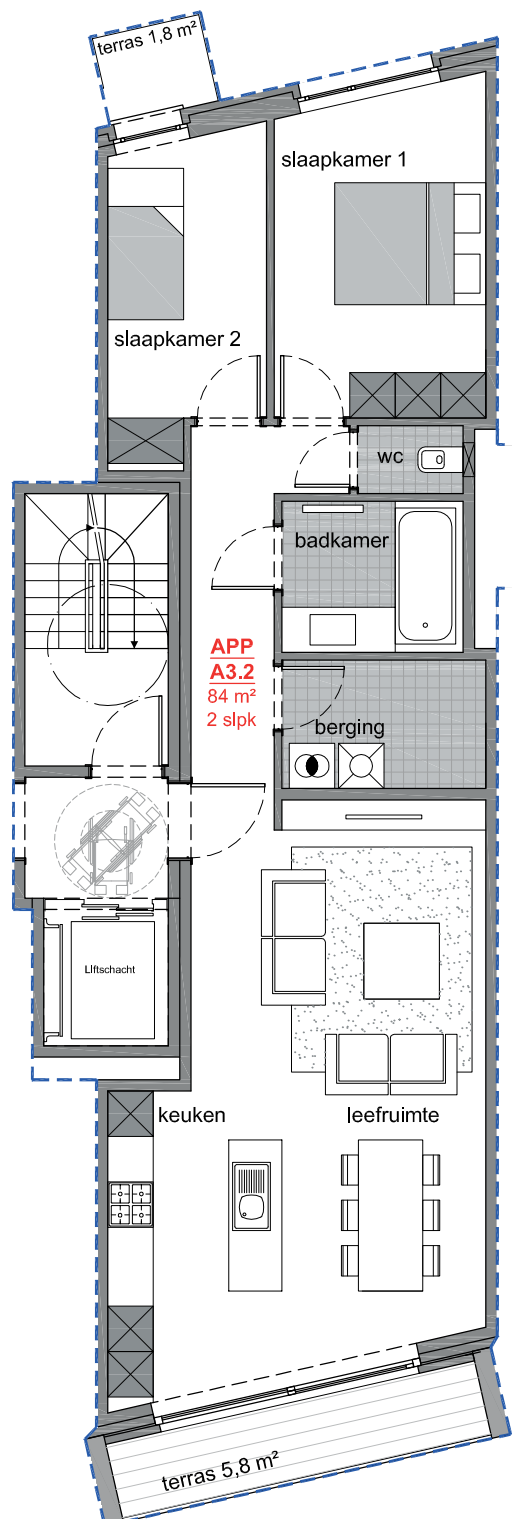 terras 1,8 m²
slaapkamer 1
slaapkamer 2
wc
badkamer
APP
A3.2
84 m²
2 slpk
berging
Liftschacht
keuken
leefruimte
terras 5,8 m²